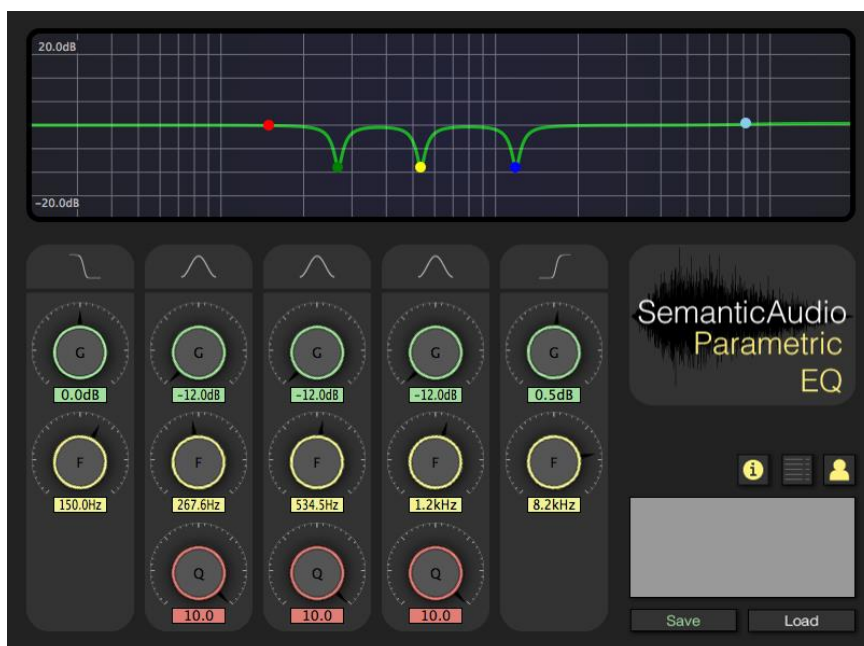 20.0dB
-20.0dB
G G G G G
0.0dB -12.0dB -12.0dB -12.0dB 0.5dB
F F F F F
150.0Hz 267.6Hz 534.5Hz 1.2kHz 8.2kHz
Q Q Q
10.0 10.0 10.0
SemanticAudio
Parametric
EQ
i
Save Load